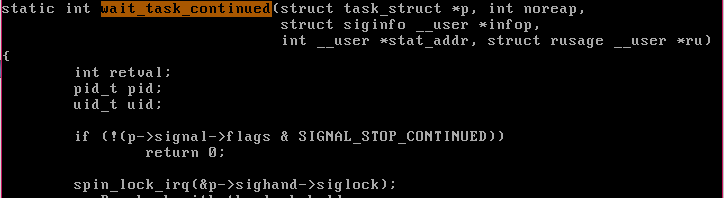 static int wait_task_continued(struct task_struct *p, int noreap,
struct siginfo __user *infop,
int __user *stat_addr, struct rusage __user *ru)
{
int retval;
pid_t pid;
uid_t uid;
if (!(p->signal->flags & SIGNAL_STOP_CONTINUED))
return 0;
spin_lock_irq(&p->sighand->siglock);